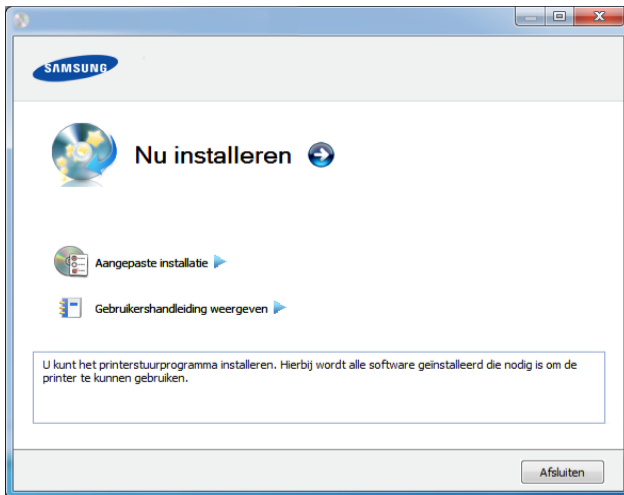 SAMSUNG
Nu installeren
Aangepaste installatie
Gebruikershandleiding weergeven
U kunt het printerstuurprogramma installeren. Hierbij wordt alle software geïnstalleerd die nodig is om de
printer te kunnen gebruiken.
Afsluiten